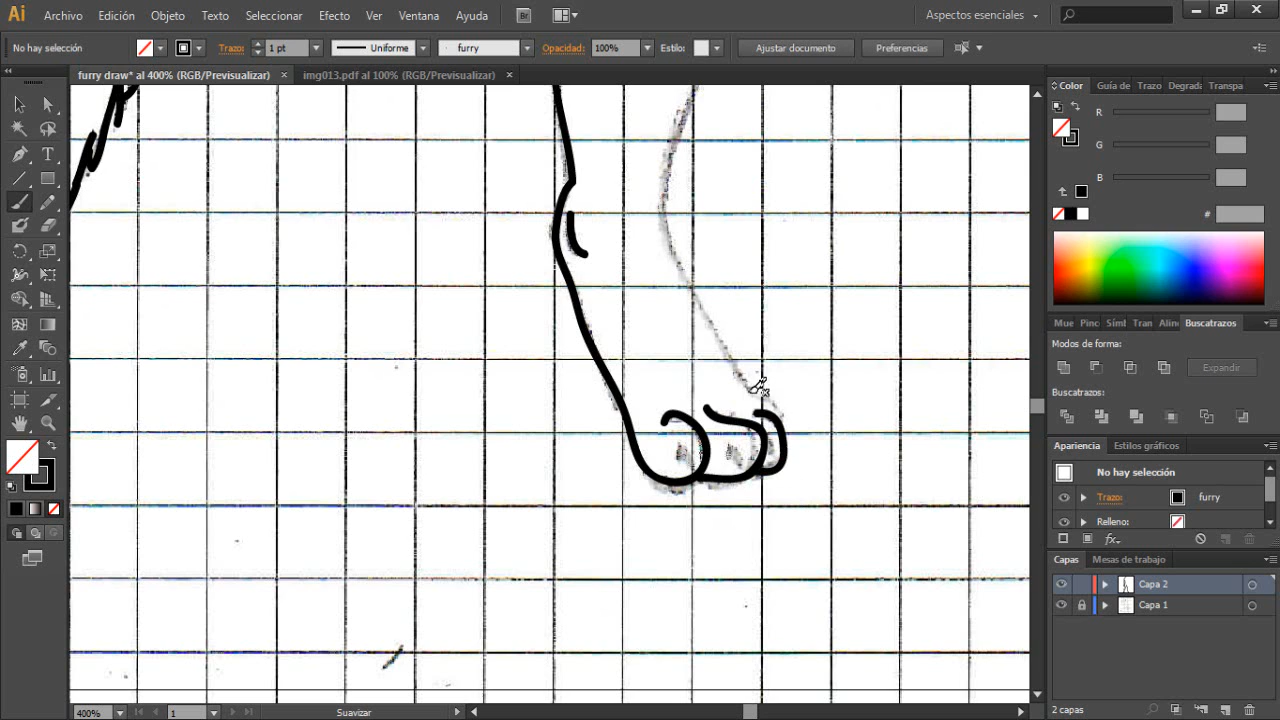 Ai Archivo Edición Objeto Texto Seleccionar Efecto Ver Ventana Ayuda Br Aspectos esenciales
No hay selección Trazo: 1 pt Uniforme furry Opacidad: 100% Estilo: Ajustar documento Preferencias
furry draw* al 400% (RGB/Previsualizar) × img013.pdf al 100% (RGB/Previsualizar) ×
Color Guía de Trazo Degrada Transpa
R
G
B
#
Mue Pinc Símb Tran Aline Buscatrazos
Modos de forma:
Expandir
Buscatrazos:
Apariencia Estilos gráficos
No hay selección
Trazo: furry
Relleno:
fx
Capas Mesas de trabajo
Capa 2
Capa 1
400% 1 Suavizar 2 capas